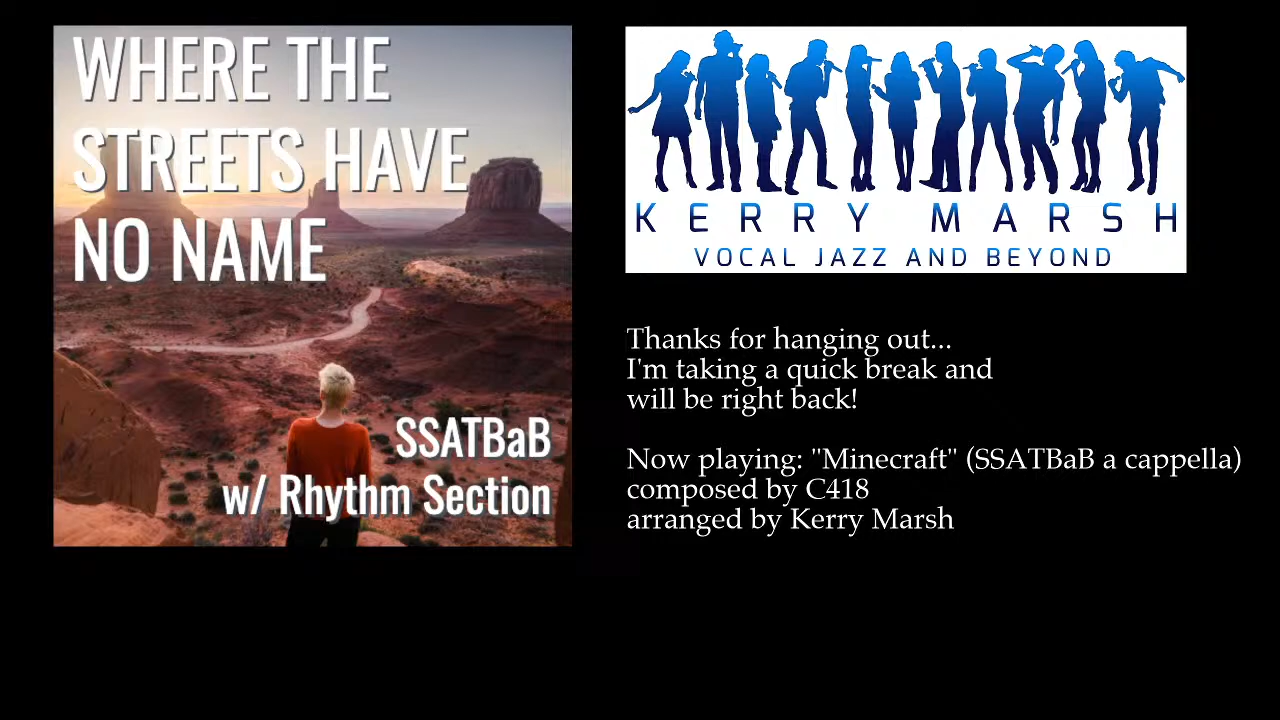 WHERE THE
STREETS HAVE
NO NAME
SSATBaB
w/ Rhythm Section
KERRY MARSH
VOCAL JAZZ AND BEYOND
Thanks for hanging out...
I'm taking a quick break and
will be right back!
Now playing: "Minecraft" (SSATBaB a cappella)
composed by C418
arranged by Kerry Marsh